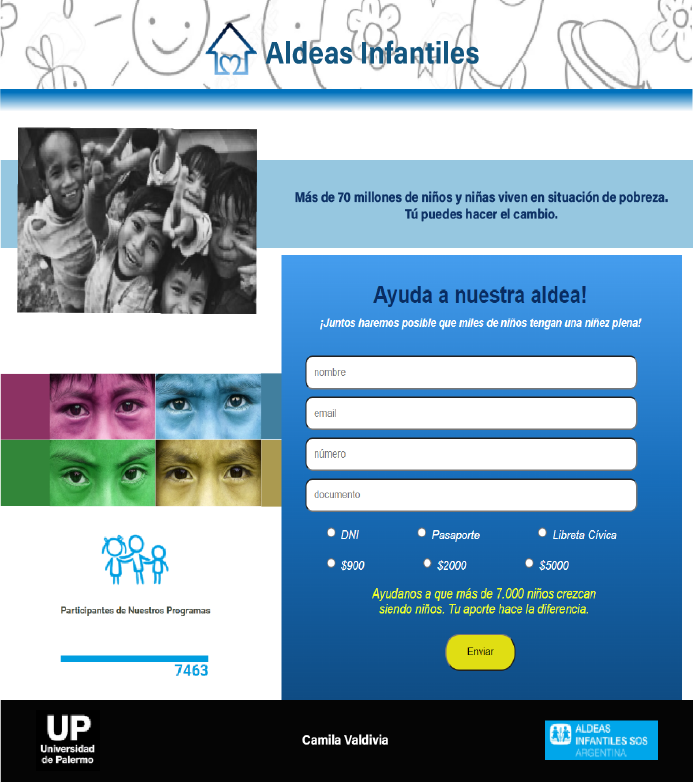 Aldeas Infantiles
Más de 70 millones de niños y niñas viven en situación de pobreza.
Tú puedes hacer el cambio.
Ayuda a nuestra aldea!
¡Juntos haremos posible que miles de niños tengan una niñez plena!
nombre
email
número
documento
DNI Pasaporte Libreta Cívica
$900 $2000 $5000
Ayudanos a que más de 7.000 niños crezcan
siendo niños. Tu aporte hace la diferencia.
Enviar
Participantes de Nuestros Programas
7463
UP
Universidad
de Palermo
Camila Valdivia
ALDEAS
INFANTILES SOS
ARGENTINA